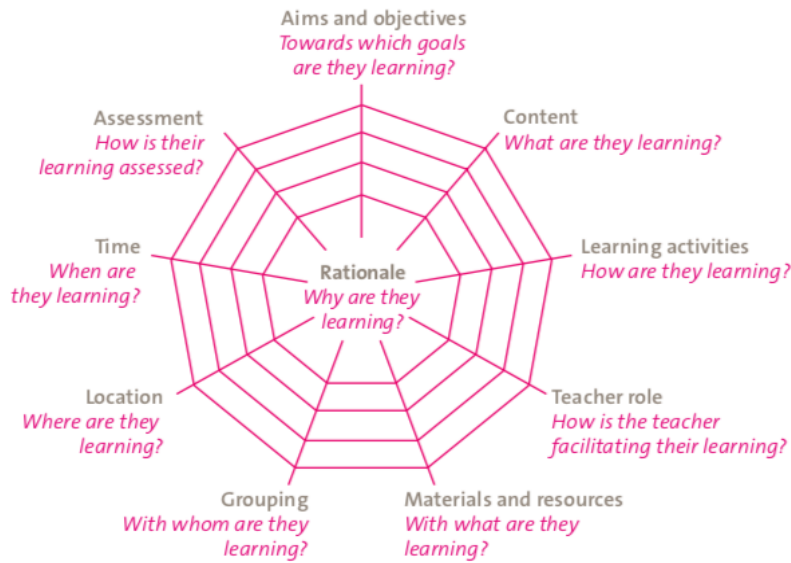 Aims and objectives
Towards which goals
are they learning?
Assessment
How is their
learning assessed?
Content
What are they learning?
Time
When are
they learning?
Learning activities
How are they learning?
Rationale
Why are they
learning?
Location
Where are they
learning?
Teacher role
How is the teacher
facilitating their learning?
Grouping
With whom are they
learning?
Materials and resources
With what are they
learning?